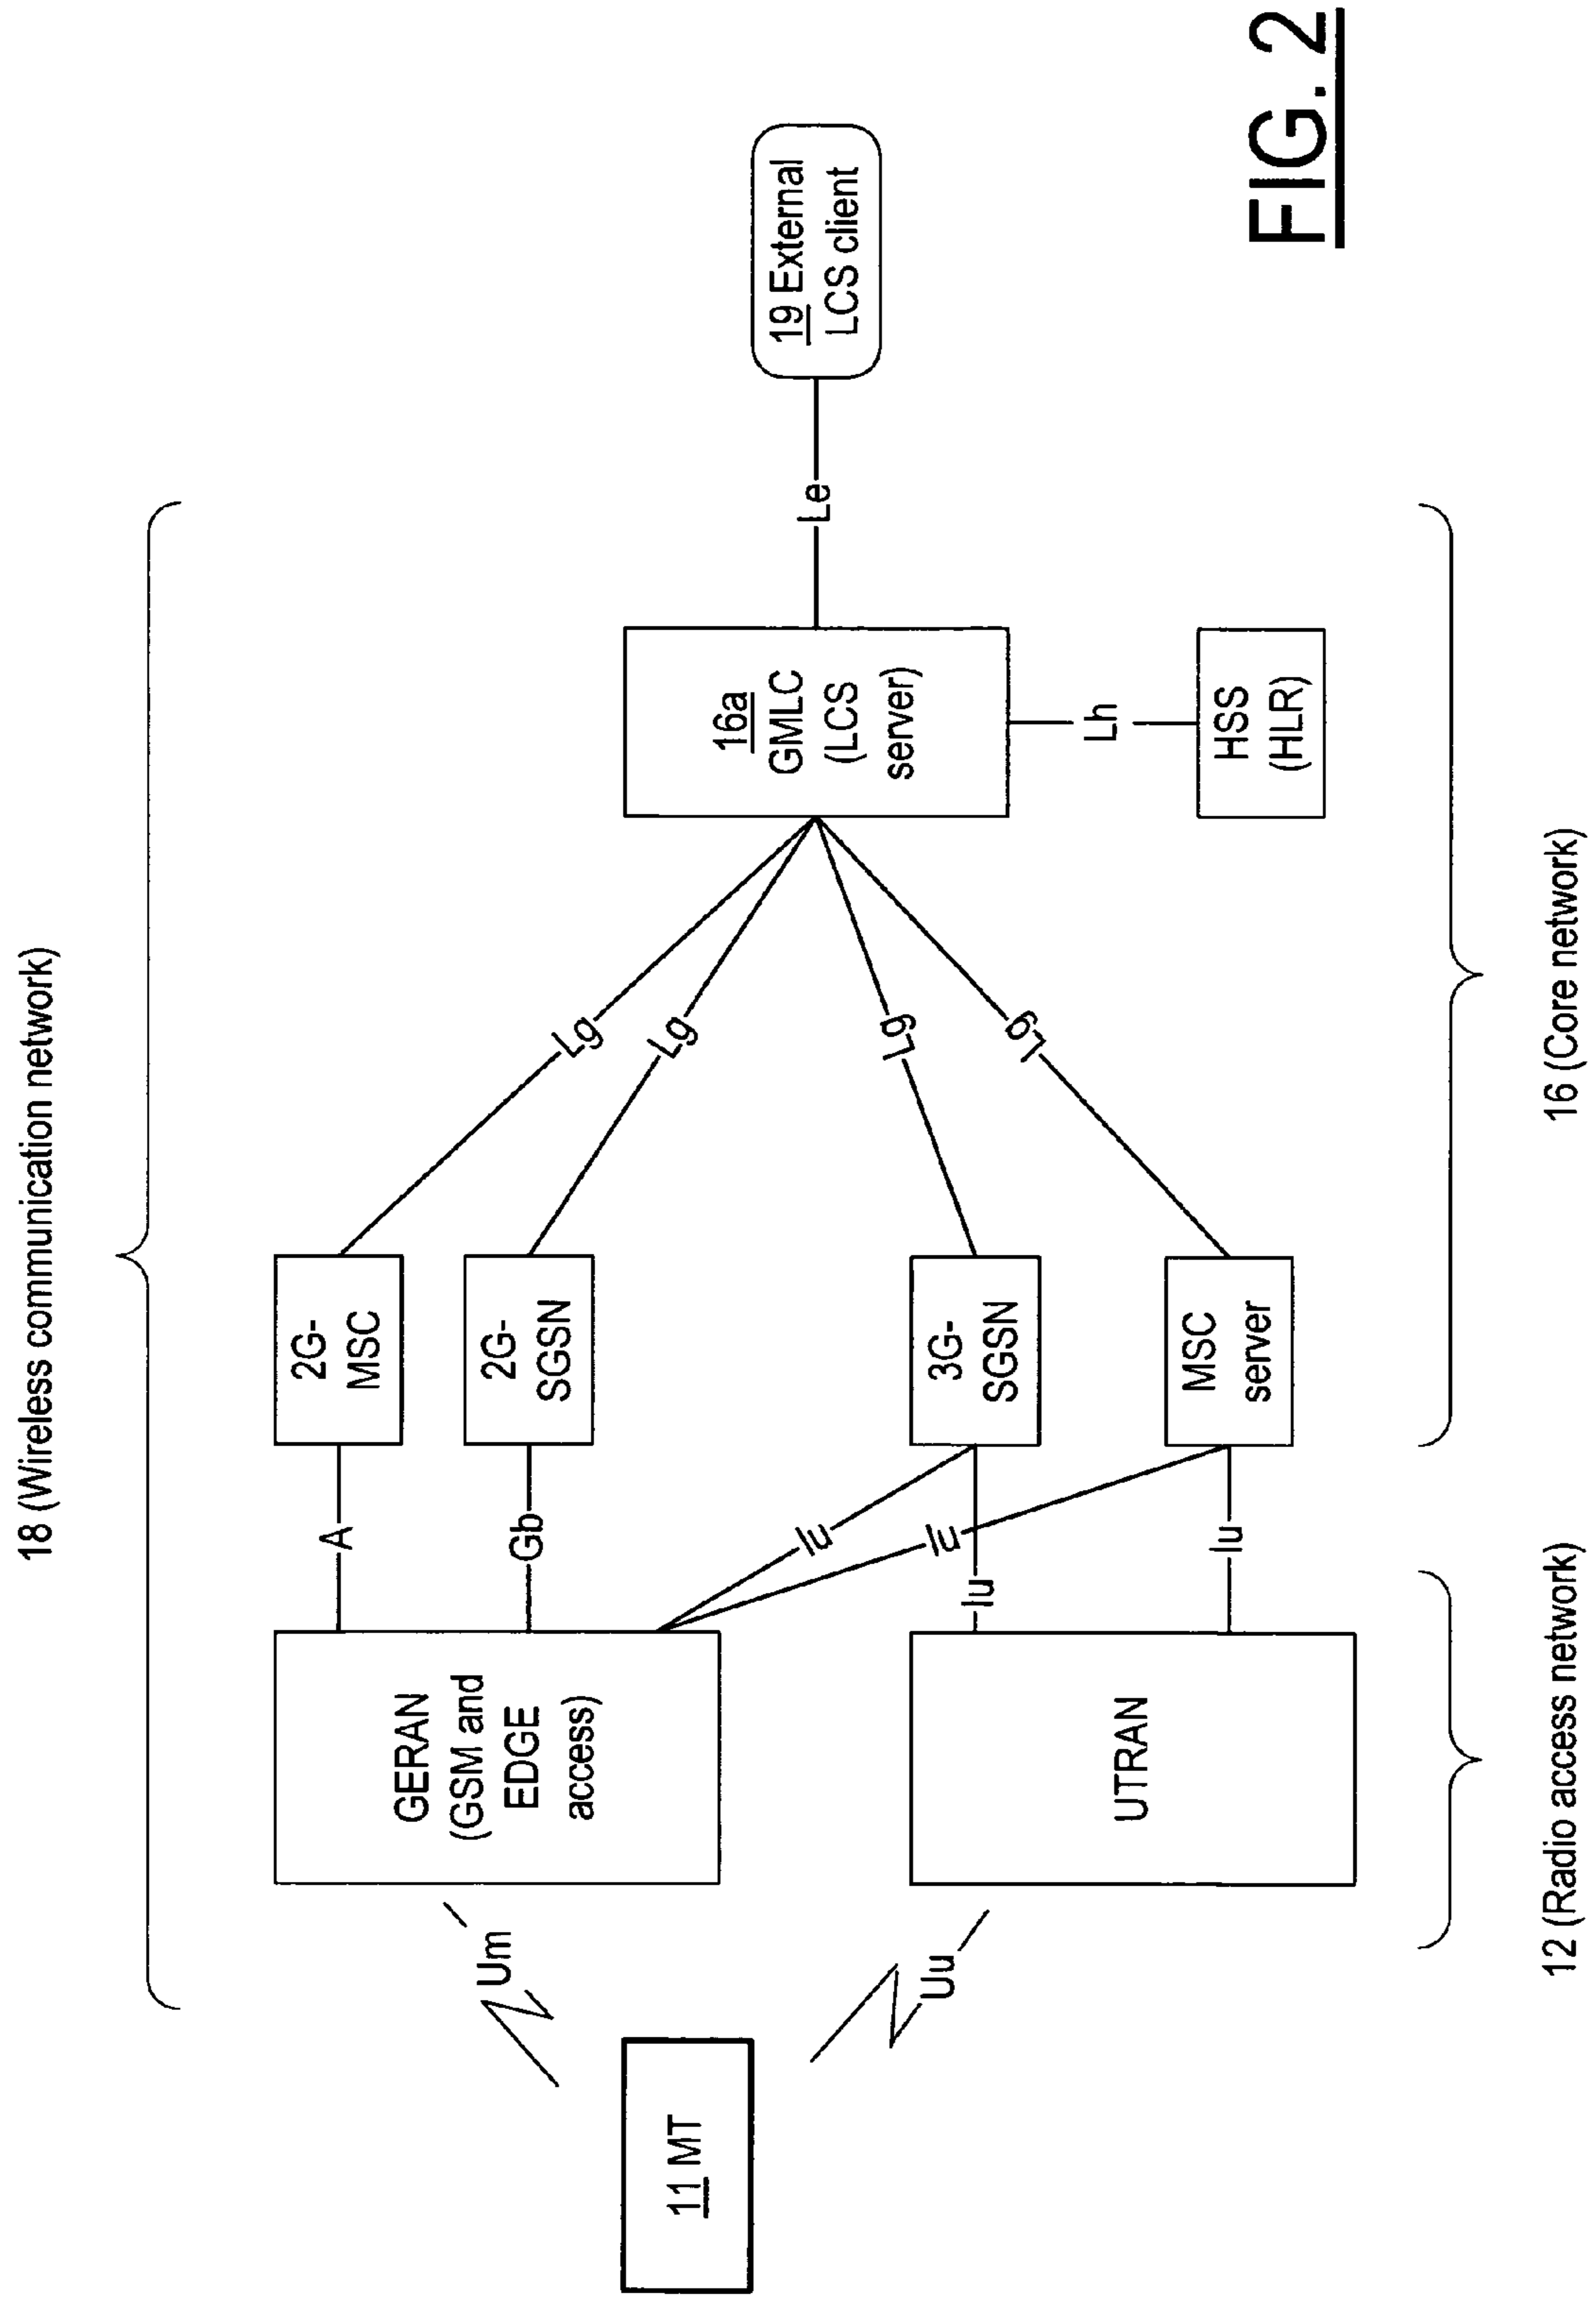 18 (Wireless communication network)
11 MT
Um
Uu
GERAN
(GSM and
EDGE
access)
UTRAN
A
Gb
Iu
Iu
Iu
Iu
2G-
MSC
2G-
SGSN
3G-
SGSN
MSC
server
Lg
Lg
Lg
Lg
16a
GMLC
(LCS
server)
Lh
HSS
(HLR)
Le
19 External
LCS client
12 (Radio access network)
16 (Core network)
FIG. 2